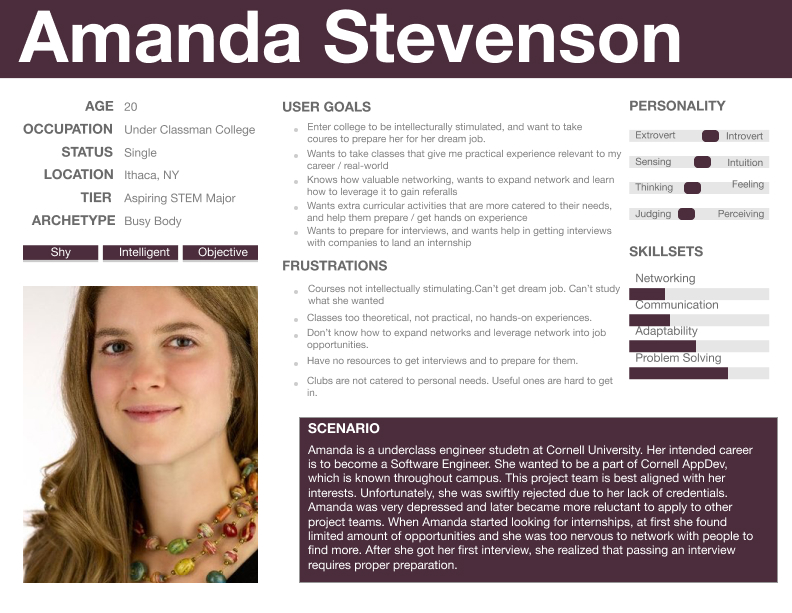 Amanda Stevenson
AGE 20
OCCUPATION Under Classman College
STATUS Single
LOCATION Ithaca, NY
TIER Aspiring STEM Major
ARCHETYPE Busy Body
Shy Intelligent Objective
USER GOALS
Enter college to be intellecturally stimulated, and want to take
coures to prepare her for her dream job.
Wants to take classes that give me practical experience relevant to my
career / real-world
Knows how valuable networking, wants to expand network and learn
how to leverage it to gain referalls
Wants extra curricular activities that are more catered to their needs,
and help them prepare / get hands on experience
Wants to prepare for interviews, and wants help in getting interviews
with companies to land an internship
FRUSTRATIONS
Courses not intellectually stimulating.Can't get dream job. Can't study
what she wanted
Classes too theoretical, not practical, no hands-on experiences.
Don't know how to expand networks and leverage network into job
opportunities.
Have no resources to get interviews and to prepare for them.
Clubs are not catered to personal needs. Useful ones are hard to get
in.
PERSONALITY
Extrovert Introvert
Sensing Intuition
Thinking Feeling
Judging Perceiving
SKILLSETS
Networking
Communication
Adaptability
Problem Solving
SCENARIO
Amanda is a underclass engineer studetn at Cornell University. Her intended career
is to become a Software Engineer. She wanted to be a part of Cornell AppDev,
which is known throughout campus. This project team is best aligned with her
interests. Unfortunately, she was swiftly rejected due to her lack of credentials.
Amanda was very depressed and later became more reluctant to apply to other
project teams. When Amanda started looking for internships, at first she found
limited amount of opportunities and she was too nervous to network with people to
find more. After she got her first interview, she realized that passing an interview
requires proper preparation.